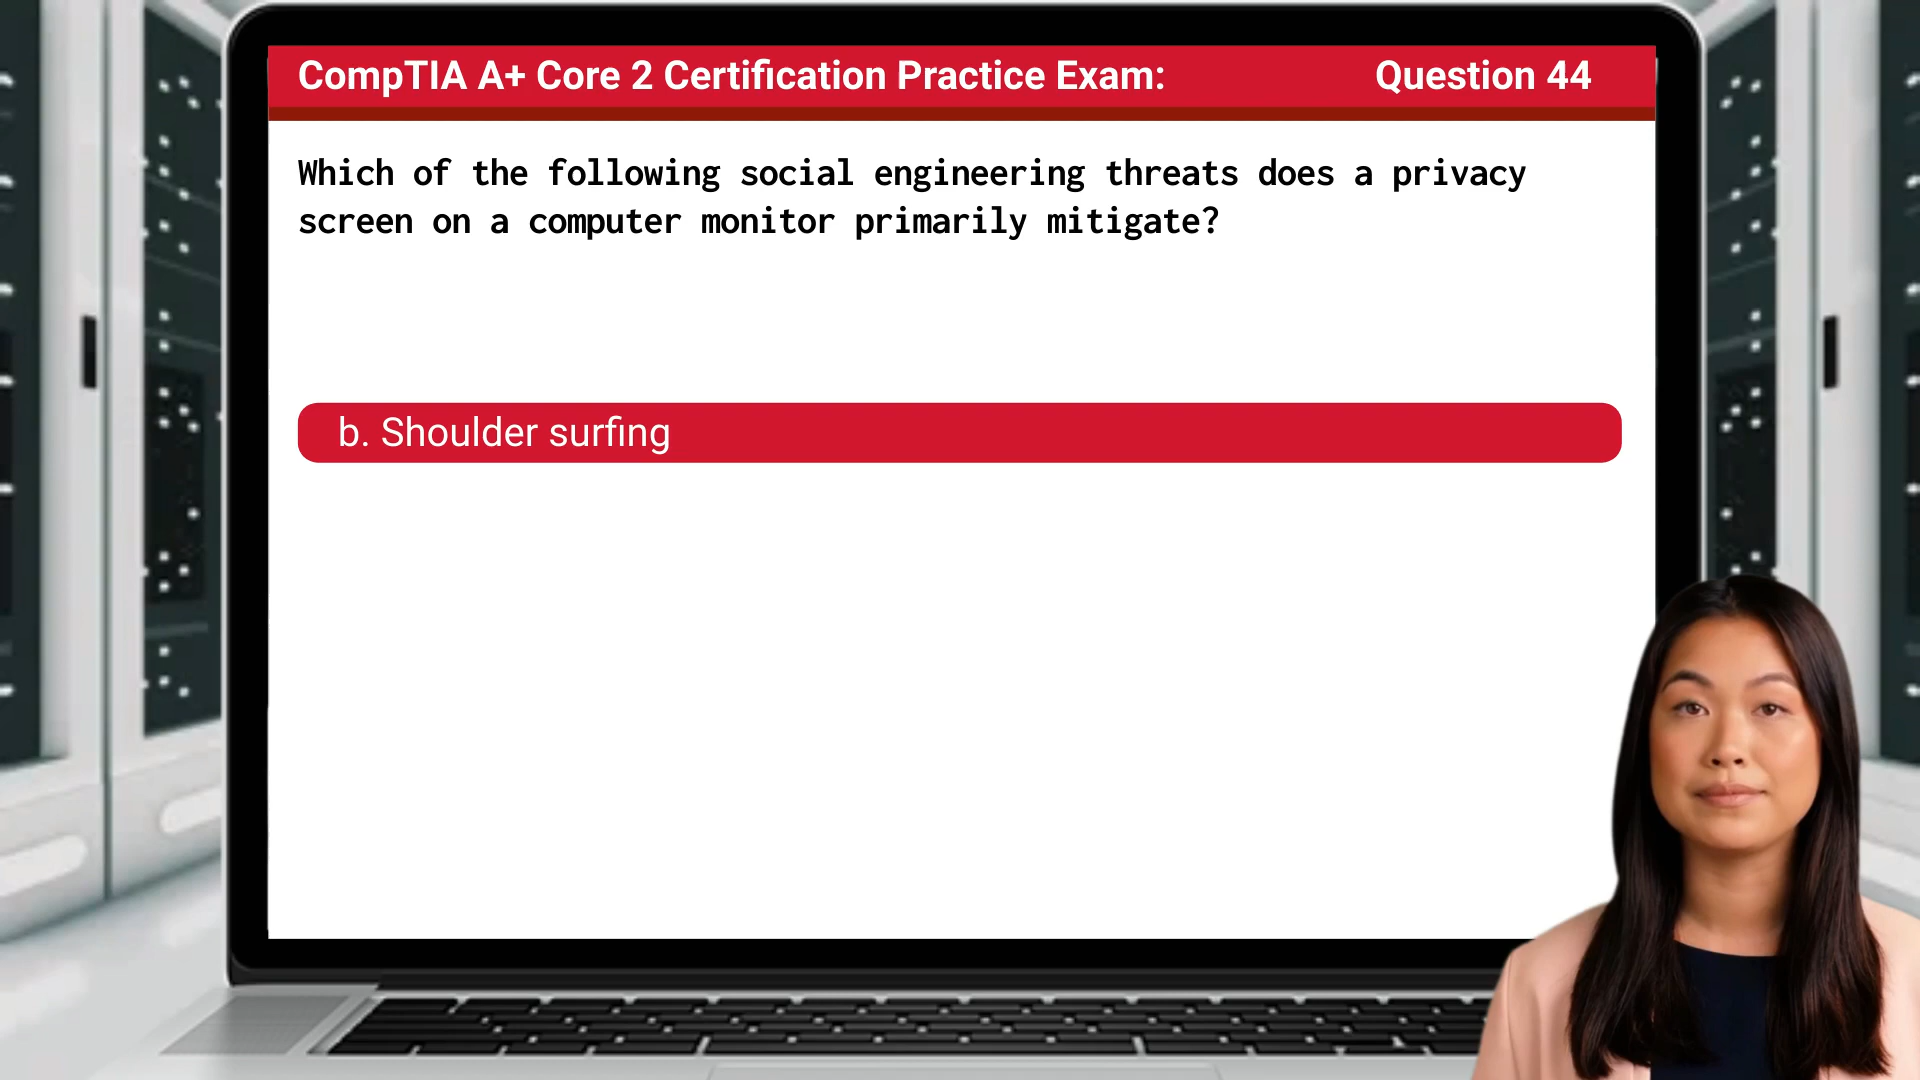 CompTIA A+ Core 2 Certification Practice Exam: Question 44
Which of the following social engineering threats does a privacy
screen on a computer monitor primarily mitigate?
b. Shoulder surfing